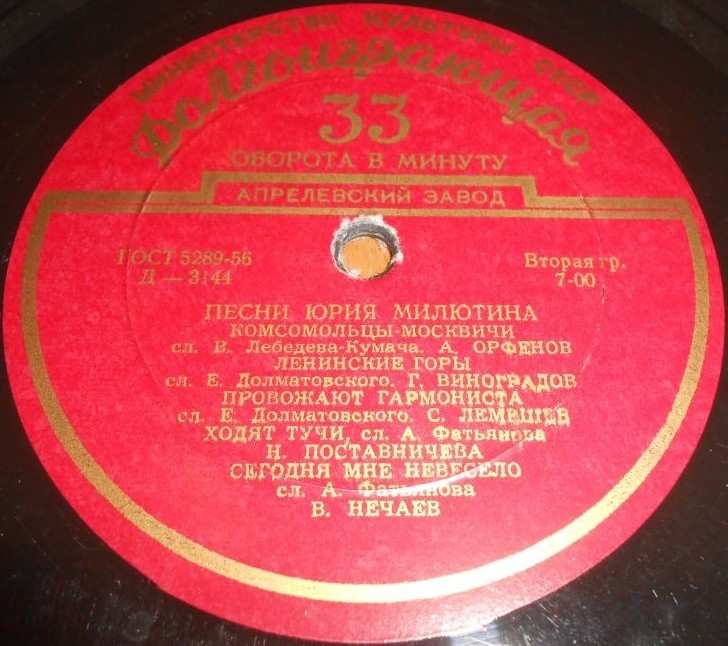 МИНИСТЕРСТВО КУЛЬТУРЫ СССР
Долгоиграющая
33
ОБОРОТА В МИНУТУ
АПРЕЛЕВСКИЙ ЗАВОД
ГОСТ 5289-56
Д — 3144
Вторая гр.
7-00
ПЕСНИ ЮРИЯ МИЛЮТИНА
КОМСОМОЛЬЦЫ-МОСКВИЧИ
сл. В. Лебедева-Кумача. А. ОРФЕНОВ
ЛЕНИНСКИЕ ГОРЫ
сл. Е. Долматовского. Г. ВИНОГРАДОВ
ПРОВОЖАЮТ ГАРМОНИСТА
сл. Е. Долматовского. С. ЛЕМЕШЕВ
ХОДЯТ ТУЧИ, сл. А. Фатьянова
Н. ПОСТАВНИЧЕВА
СЕГОДНЯ МНЕ НЕВЕСЕЛО
сл. А. Фатьянова
В. НЕЧАЕВ